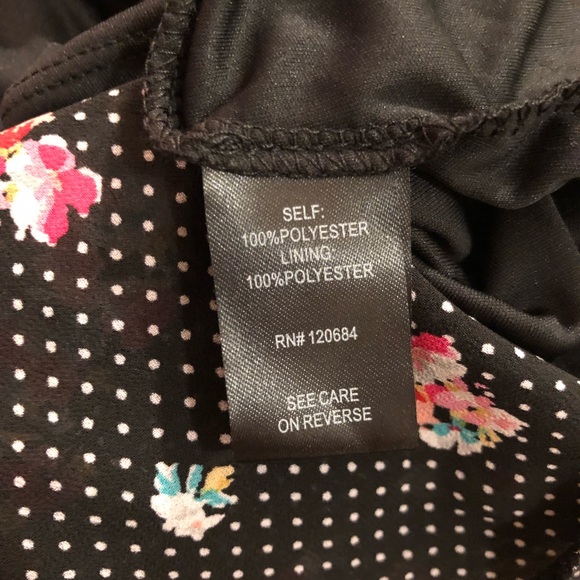 SELF:
100%POLYESTER
LINING:
100%POLYESTER
RN# 120684
SEE CARE
ON REVERSE